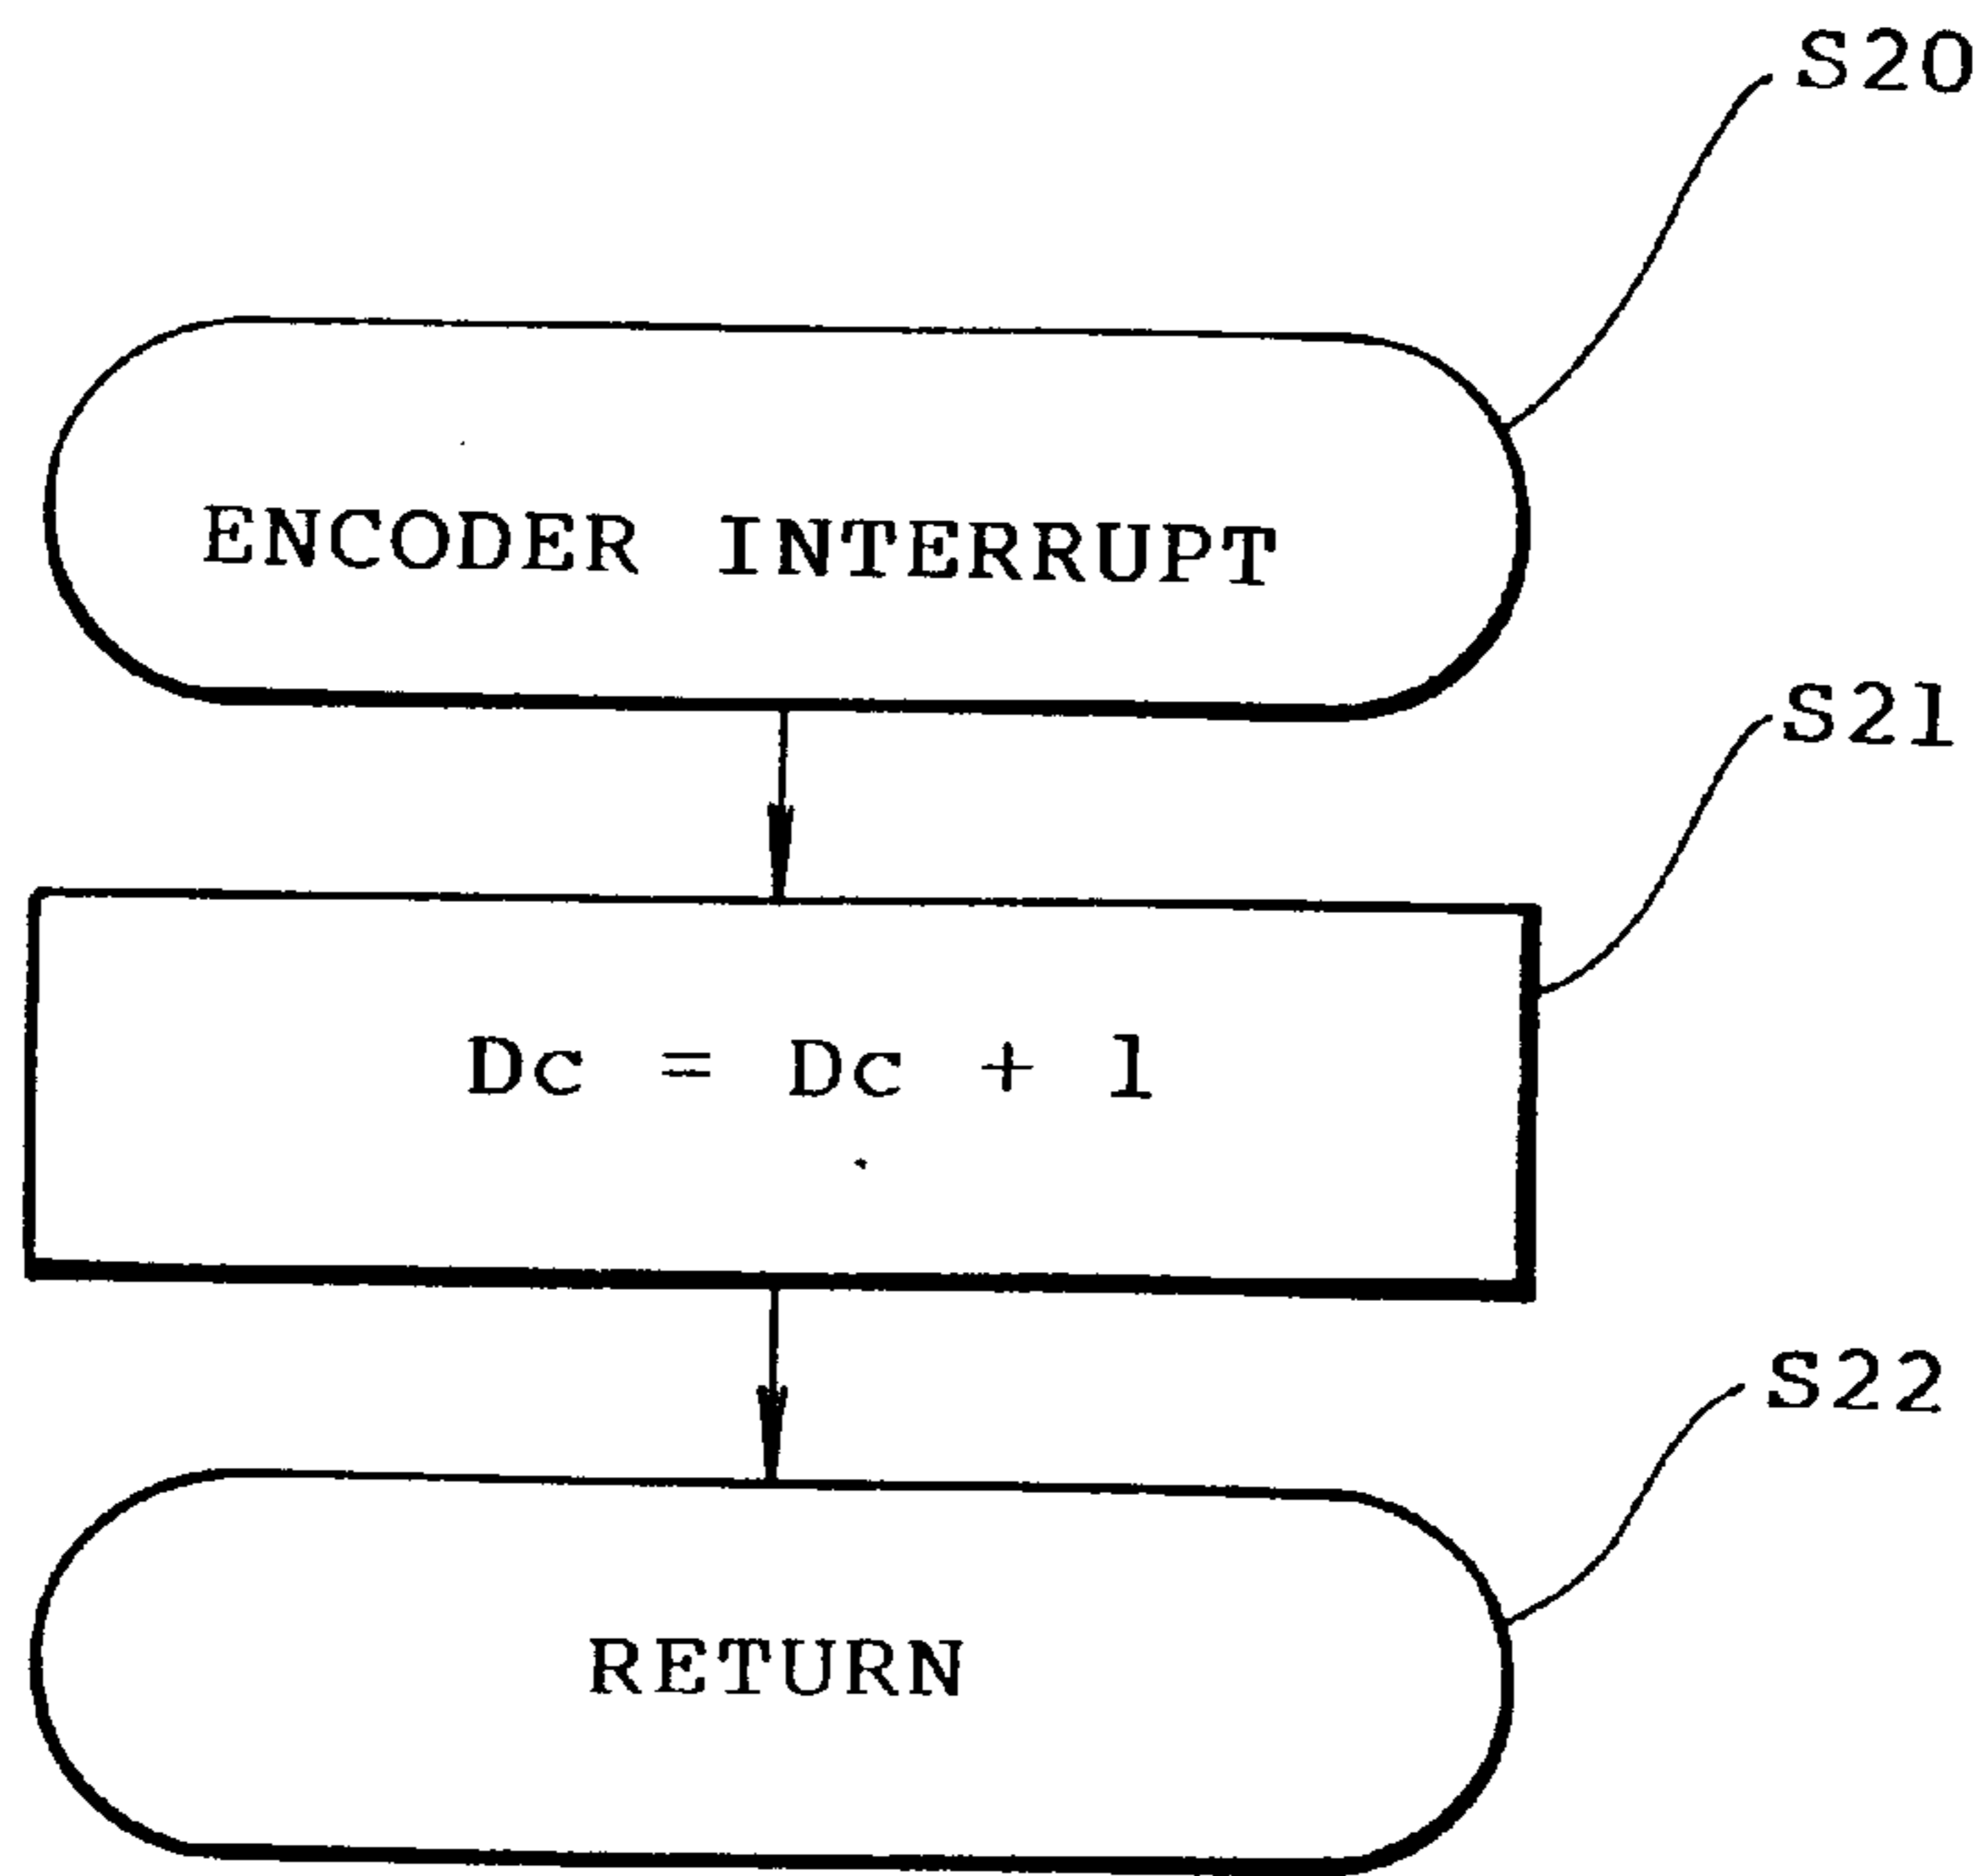 S20
ENCODER INTERRUPT
S21
Dc = Dc + 1
S22
RETURN